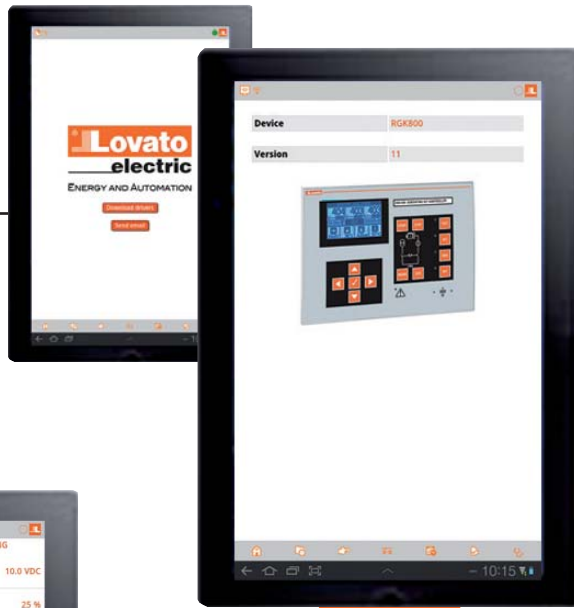 Lovato
electric
ENERGY AND AUTOMATION
Download drivers
Send email
Device RGK800
Version 11
10:15
10.0 VDC
25 %